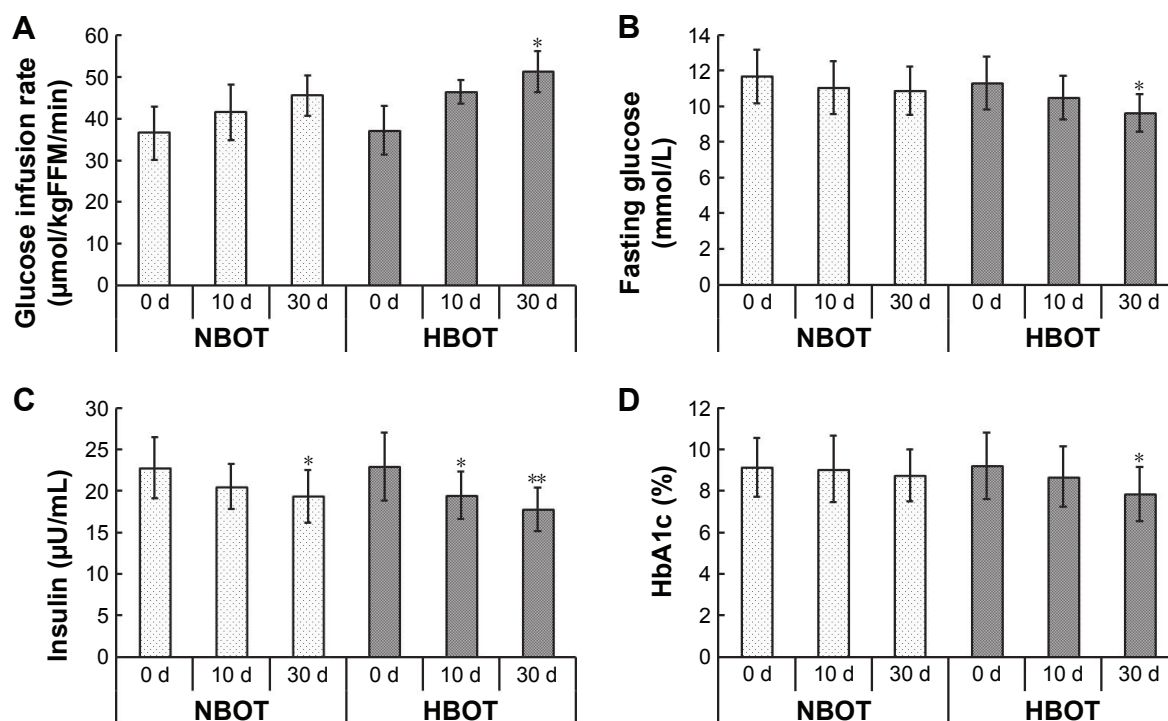 A
Glucose infusion rate
(µmol/kgFFM/min)
60
50
40
30
20
10
0
*
0 d 10 d 30 d 0 d 10 d 30 d
NBOT HBOT
B
Fasting glucose
(mmol/L)
14
12
10
8
6
4
2
0
*
0 d 10 d 30 d 0 d 10 d 30 d
NBOT HBOT
C
Insulin (µU/mL)
30
25
20
15
10
5
0
* * **
0 d 10 d 30 d 0 d 10 d 30 d
NBOT HBOT
D
HbA1c (%)
12
10
8
6
4
2
0
*
0 d 10 d 30 d 0 d 10 d 30 d
NBOT HBOT